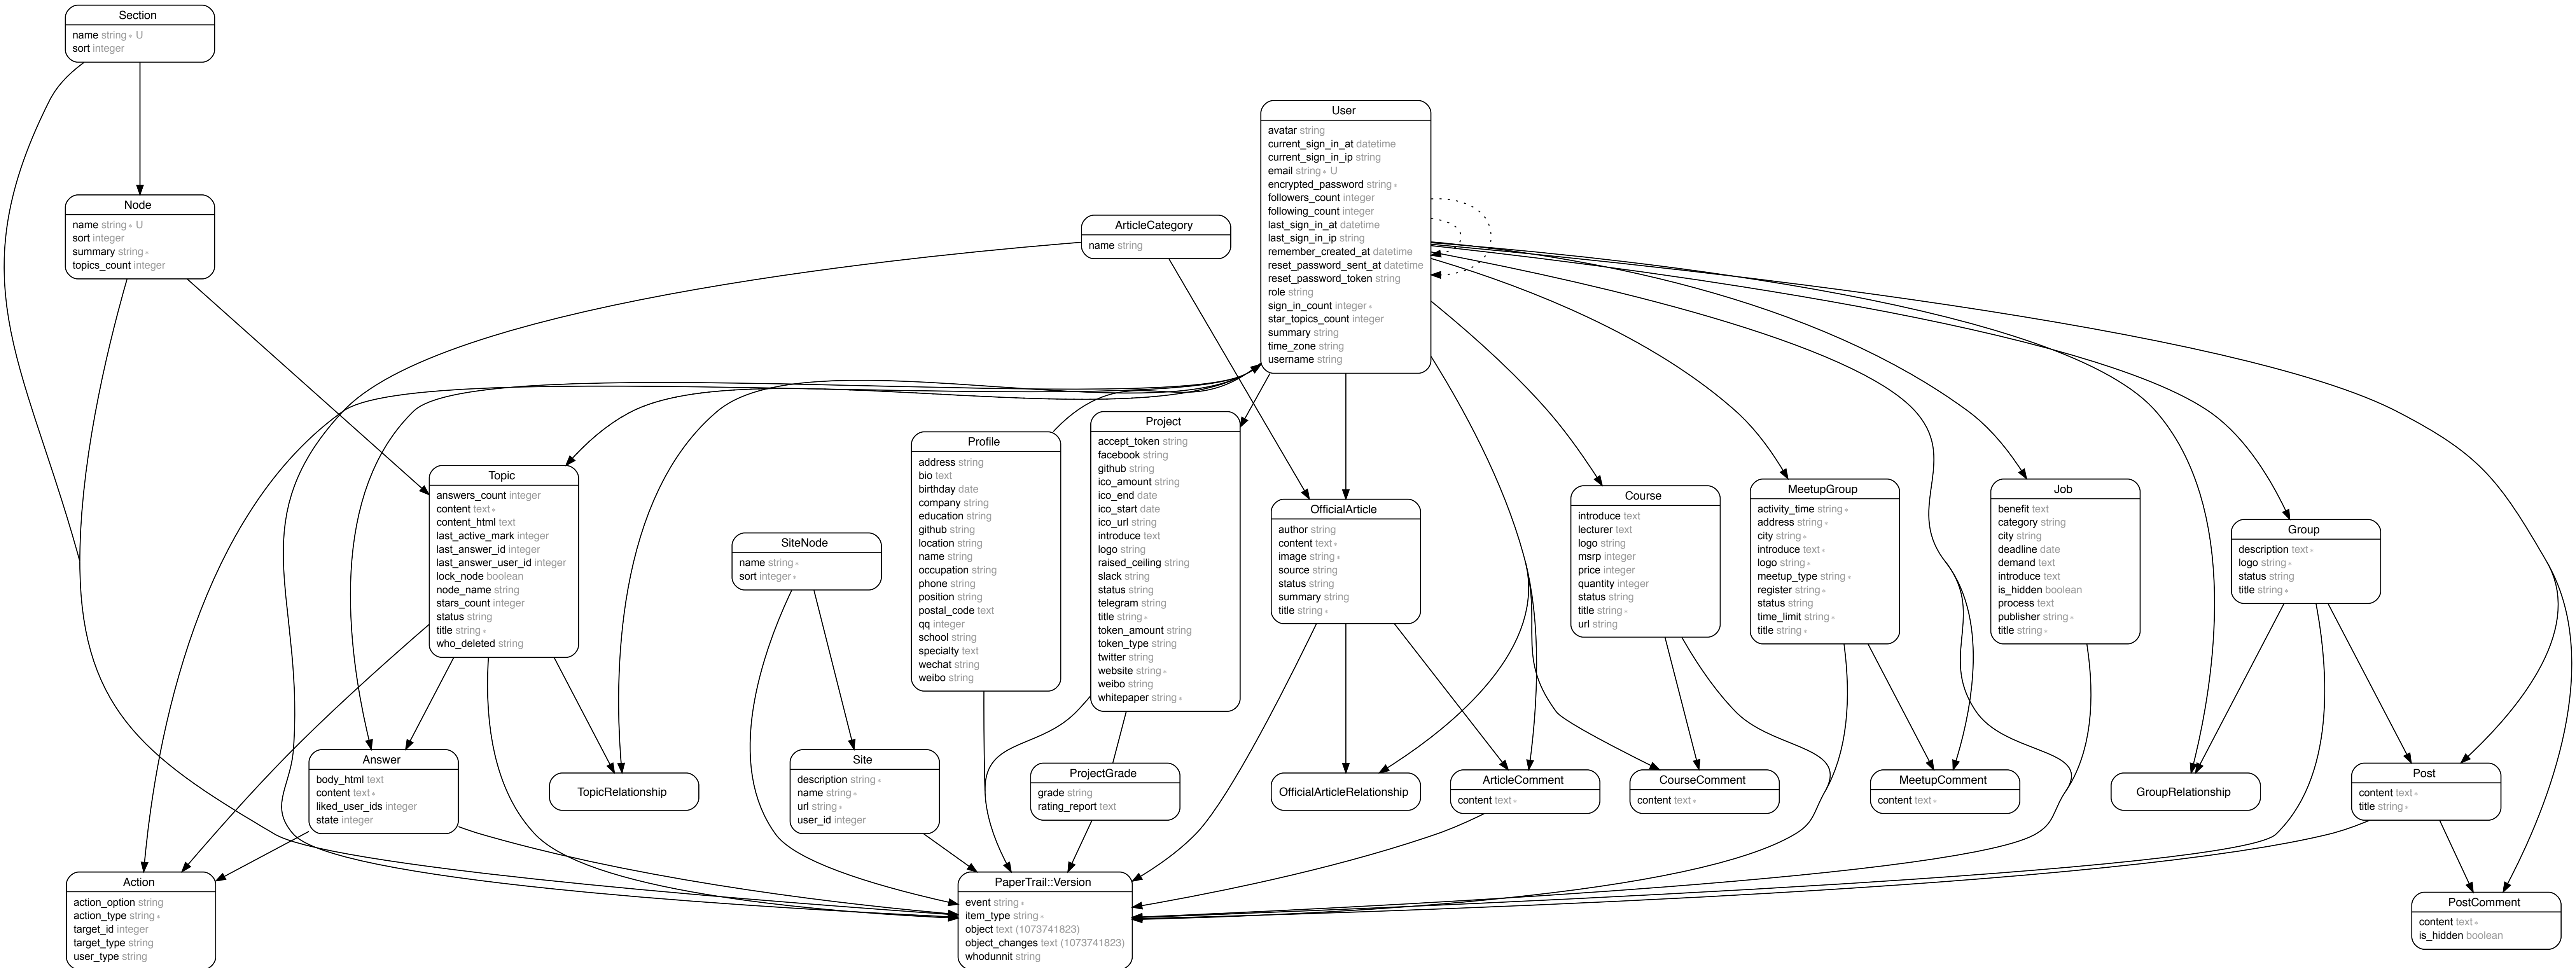 Section
name string * U
sort integer
Node
name string * U
sort integer
summary string *
topics_count integer
User
avatar string
current_sign_in_at datetime
current_sign_in_ip string
email string * U
encrypted_password string *
followers_count integer
following_count integer
last_sign_in_at datetime
last_sign_in_ip string
remember_created_at datetime
reset_password_sent_at datetime
reset_password_token string
role string
sign_in_count integer *
star_topics_count integer
summary string
time_zone string
username string
ArticleCategory
name string
Topic
answers_count integer
content text *
content_html text
last_active_mark integer
last_answer_id integer
last_answer_user_id integer
lock_node boolean
node_name string
stars_count integer
status string
title string *
who_deleted string
SiteNode
name string *
sort integer *
Profile
address string
bio text
birthday date
company string
education string
github string
location string
name string
occupation string
phone string
position string
postal_code text
qq integer
school string
specialty text
wechat string
weibo string
Project
accept_token string
facebook string
github string
ico_amount string
ico_end date
ico_start date
ico_url string
introduce text
logo string
raised_ceiling string
slack string
status string
telegram string
title string *
token_amount string
token_type string
twitter string
website string *
weibo string
whitepaper string *
OfficialArticle
author string
content text *
image string *
source string
status string
summary string
title string *
Course
introduce text
lecturer text
logo string
msrp integer
price integer
quantity integer
status string
title string *
url string
MeetupGroup
activity_time string *
address string *
city string *
introduce text *
logo string *
meetup_type string *
register string *
status string
time_limit string *
title string *
Job
benefit text
category string
city string
deadline date
demand text
introduce text
is_hidden boolean
process text
publisher string *
title string *
Group
description text *
logo string *
status string
title string *
Answer
body_html text
content text *
liked_user_ids integer
state integer
TopicRelationship
Site
description string *
name string *
url string *
user_id integer
ProjectGrade
grade string
rating_report text
OfficialArticleRelationship
ArticleComment
content text *
CourseComment
content text *
MeetupComment
content text *
GroupRelationship
Post
content text *
title string *
Action
action_option string
action_type string *
target_id integer
target_type string
user_type string
PaperTrail::Version
event string *
item_type string *
object text (1073741823)
object_changes text (1073741823)
whodunnit string
PostComment
content text *
is_hidden boolean